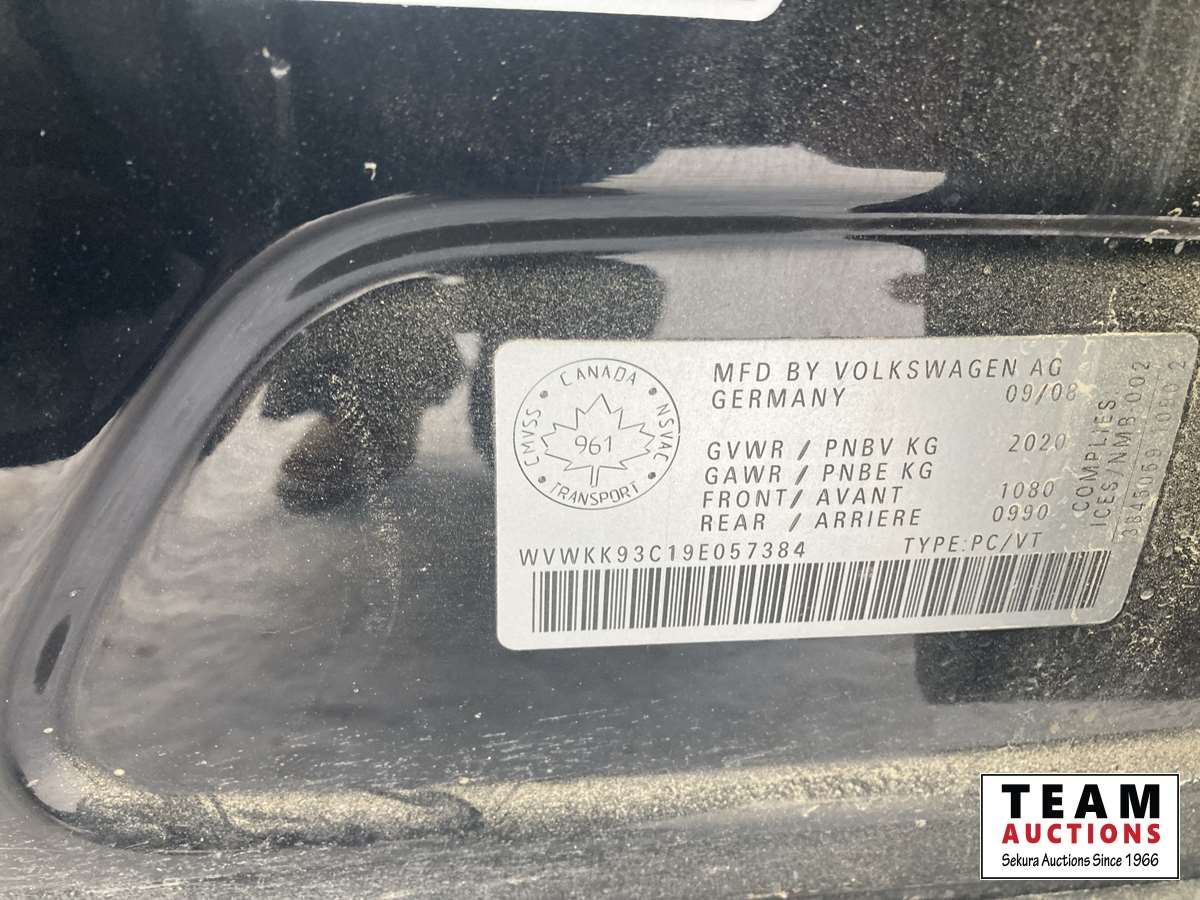 CANADA
CMVSS
NSVAC
961
TRANSPORT
MFD BY VOLKSWAGEN AG
GERMANY 09/08
GVWR / PNBV KG 2020
GAWR / PNBE KG
FRONT/ AVANT 1080
REAR / ARRIERE 0990
WVWKK93C19E057384 TYPE:PC/VT
COMPLIES
ICES/NMB.002
TEAM
AUCTIONS
Sekura Auctions Since 1966